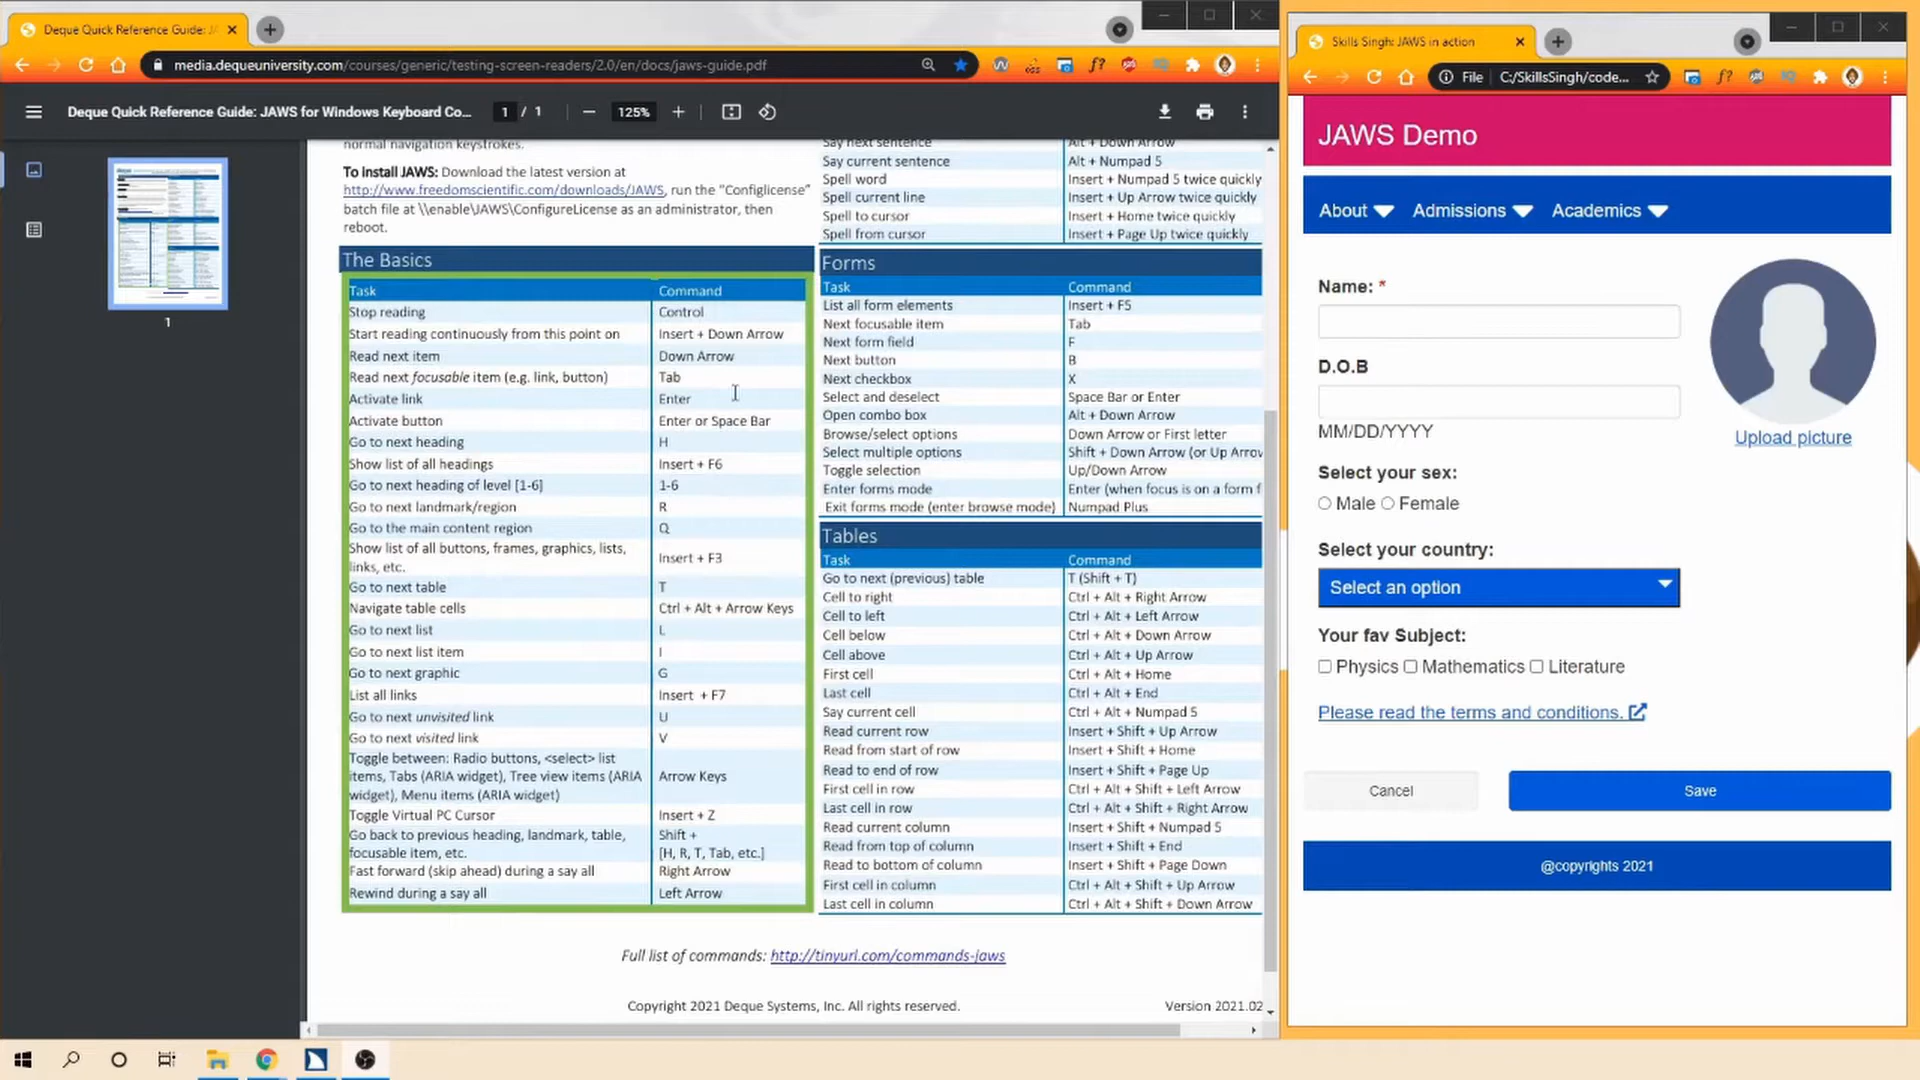 Deque Quick Reference Guide: J
media.dequeuniversity.com/courses/generic/testing-screen-readers/2.0/en/docs/jaws-guide.pdf
Deque Quick Reference Guide: JAWS for Windows Keyboard Co...
1 / 1
125%
1
normal navigation keystrokes.
To install JAWS: Download the latest version at
http://www.freedomscientific.com/downloads/JAWS, run the "Configlicense"
batch file at \\enable\JAWS\ConfigureLicense as an administrator, then
reboot.
The Basics
Task Command
Stop reading Control
Start reading continuously from this point on Insert + Down Arrow
Read next item Down Arrow
Read next focusable item (e.g. link, button) Tab
Activate link Enter
Activate button Enter or Space Bar
Go to next heading H
Show list of all headings Insert + F6
Go to next heading of level [1-6] 1-6
Go to next landmark/region R
Go to the main content region Q
Show list of all buttons, frames, graphics, lists,
links, etc. Insert + F3
Go to next table T
Navigate table cells Ctrl + Alt + Arrow Keys
Go to next list L
Go to next list item I
Go to next graphic G
List all links Insert + F7
Go to next unvisited link U
Go to next visited link V
Toggle between: Radio buttons, <select> list
items, Tabs (ARIA widget), Tree view items (ARIA Arrow Keys
widget), Menu items (ARIA widget)
Toggle Virtual PC Cursor Insert + Z
Go back to previous heading, landmark, table, Shift +
focusable item, etc. [H, R, T, Tab, etc.]
Fast forward (skip ahead) during a say all Right Arrow
Rewind during a say all Left Arrow
Say next sentence Alt + Down Arrow
Say current sentence Alt + Numpad 5
Spell word Insert + Numpad 5 twice quickly
Spell current line Insert + Up Arrow twice quickly
Spell to cursor Insert + Home twice quickly
Spell from cursor Insert + Page Up twice quickly
Forms
Task Command
List all form elements Insert + F5
Next focusable item Tab
Next form field F
Next button B
Next checkbox X
Select and deselect Space Bar or Enter
Open combo box Alt + Down Arrow
Browse/select options Down Arrow or First letter
Select multiple options Shift + Down Arrow (or Up Arrow
Toggle selection Up/Down Arrow
Enter forms mode Enter (when focus is on a form f
Exit forms mode (enter browse mode) Numpad Plus
Tables
Task Command
Go to next (previous) table T (Shift + T)
Cell to right Ctrl + Alt + Right Arrow
Cell to left Ctrl + Alt + Left Arrow
Cell below Ctrl + Alt + Down Arrow
Cell above Ctrl + Alt + Up Arrow
First cell Ctrl + Alt + Home
Last cell Ctrl + Alt + End
Say current cell Ctrl + Alt + Numpad 5
Read current row Insert + Shift + Up Arrow
Read from start of row Insert + Shift + Home
Read to end of row Insert + Shift + Page Up
First cell in row Ctrl + Alt + Shift + Left Arrow
Last cell in row Ctrl + Alt + Shift + Right Arrow
Read current column Insert + Shift + Numpad 5
Read from top of column Insert + Shift + End
Read to bottom of column Insert + Shift + Page Down
First cell in column Ctrl + Alt + Shift + Up Arrow
Last cell in column Ctrl + Alt + Shift + Down Arrow
Full list of commands: http://tinyurl.com/commands-jaws
Copyright 2021 Deque Systems, Inc. All rights reserved.
Version 2021.02
Skills Singh: JAWS in action
File C:/SkillsSingh/code...
JAWS Demo
About Admissions Academics
Name: *
D.O.B
MM/DD/YYYY
Upload picture
Select your sex:
Male Female
Select your country:
Select an option
Your fav Subject:
Physics Mathematics Literature
Please read the terms and conditions.
Cancel Save
@copyrights 2021